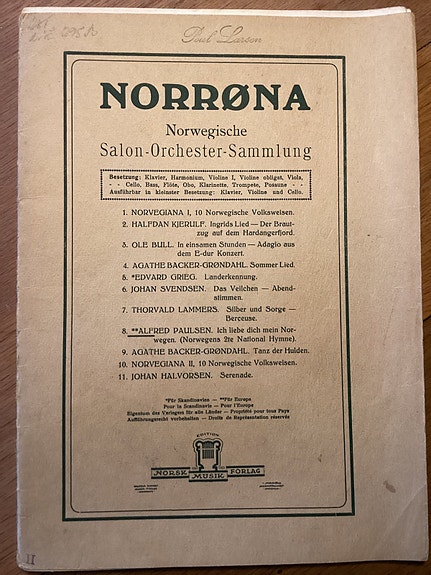 Poul Larsen
NORRØNA
Norwegische
Salon-Orchester-Sammlung
Besetzung: Klavier, Harmonium, Violine I, Violine obligat, Viola,
- - Cello, Bass, Flöte, Obo, Klarinette, Trompete, Posaune - -
Ausführbar in kleinster Besetzung: Klavier, Violine und Cello.
1. NORVEGIANA I, 10 Norwegische Volksweisen.
2. HALFDAN KJERULF. Ingrids Lied — Der Braut-
zug auf dem Hardangerfjord.
3. OLE BULL. In einsamen Stunden — Adagio aus
dem E-dur Konzert.
4. AGATHE BACKER-GRØNDAHL. Sommer Lied.
5. *EDVARD GRIEG. Landerkennung.
6. JOHAN SVENDSEN. Das Veilchen — Abend-
stimmen.
7. THORVALD LAMMERS. Silber und Sorge —
Berceuse.
8. **ALFRED PAULSEN. Ich liebe dich mein Nor-
wegen. (Norwegens 2te National Hymne).
9. AGATHE BACKER-GRØNDAHL. Tanz der Hulden.
10. NORVEGIANA II, 10 Norwegische Volksweisen.
11. JOHAN HALVORSEN. Serenade.
*Für Skandinavien — **Für Europa
Pour la Scandinavie — Pour l'Europe
Eigentum des Verlages für alle Länder — Propriété pour tous Pays
Aufführungsrecht vorbehalten — Droits de Représentation réservés
EDITION
NORSK MUSIK FORLAG
II